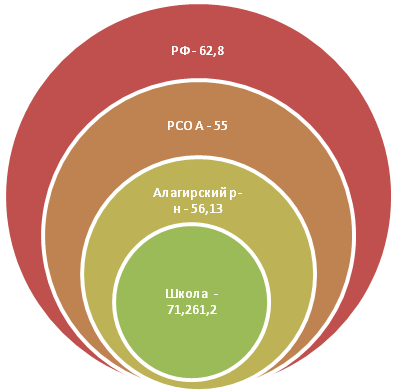 РФ- 62,8
РСО А - 55
Алагирский р-
н - 56,13
Школа -
71,261,2